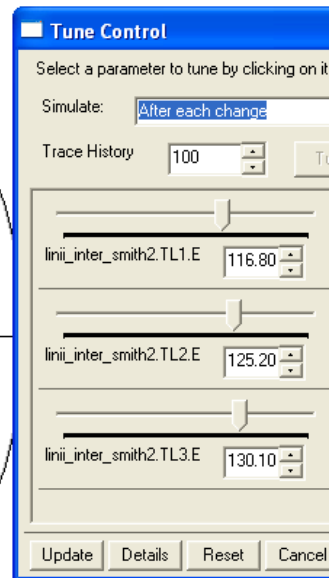 Tune Control
Select a parameter to tune by clicking on it
Simulate: After each change
Trace History 100
linii_inter_smith2.TL1.E 116.80
linii_inter_smith2.TL2.E 125.20
linii_inter_smith2.TL3.E 130.10
Update Details Reset Cancel